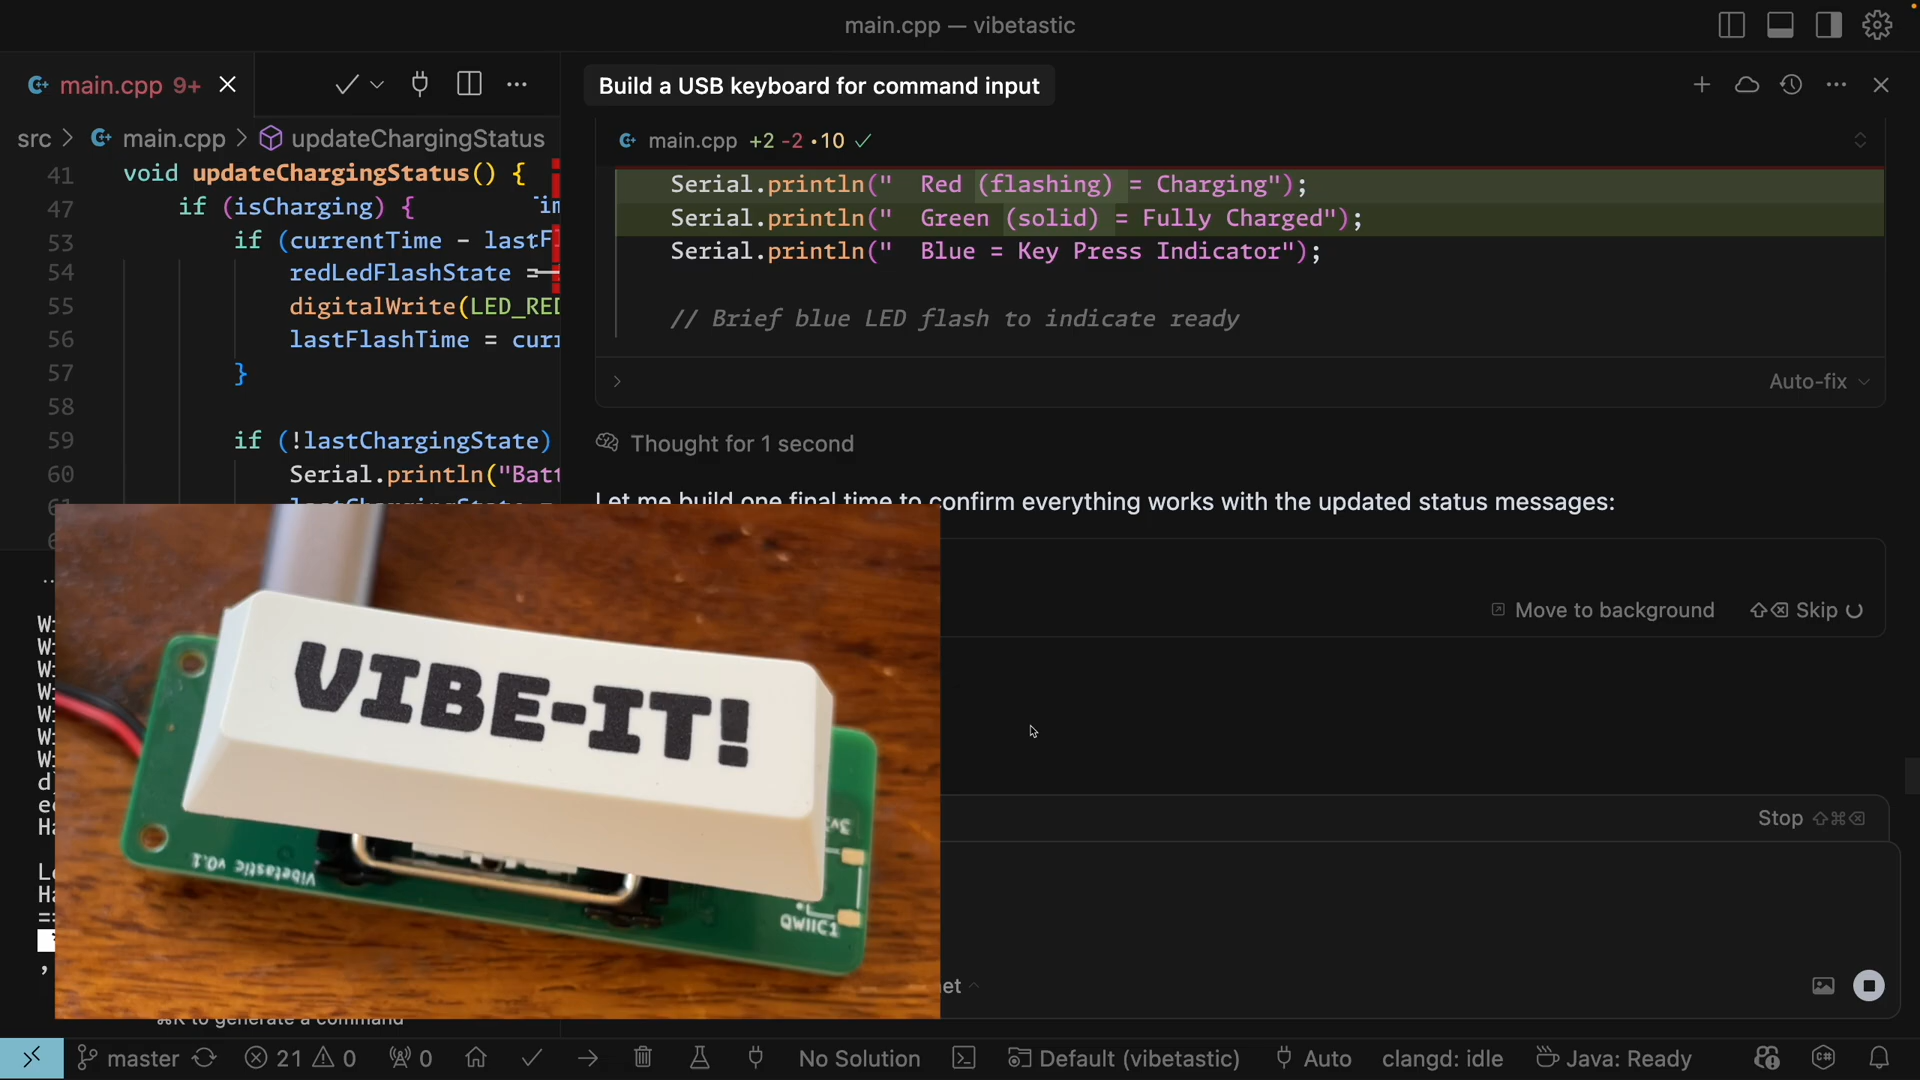 main.cpp — vibetastic
main.cpp 9+
Build a USB keyboard for command input
src > main.cpp > updateChargingStatus
main.cpp +2 -2 •10
41 void updateChargingStatus() {
47 if (isCharging) {
53 if (currentTime - lastF
54 redLedFlashState =
55 digitalWrite(LED_RED
56 lastFlashTime = curr
57 }
58
59 if (!lastChargingState)
60 Serial.println("Batt
Serial.println("  Red (flashing) = Charging");
Serial.println("  Green (solid) = Fully Charged");
Serial.println("  Blue = Key Press Indicator");
// Brief blue LED flash to indicate ready
Auto-fix
Thought for 1 second
Let me build one final time to confirm everything works with the updated status messages:
Move to background
Skip
Stop
VIBE-IT!
Vibetastic v0.1
3v3
QWIIC1
⌘K to generate a command
master
21
0
0
No Solution
Default (vibetastic)
Auto
clangd: idle
Java: Ready